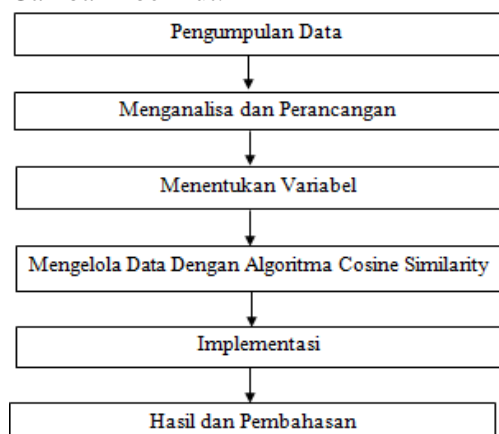 Pengumpulan Data
Menganalisa dan Perancangan
Menentukan Variabel
Mengelola Data Dengan Algoritma Cosine Similarity
Implementasi
Hasil dan Pembahasan